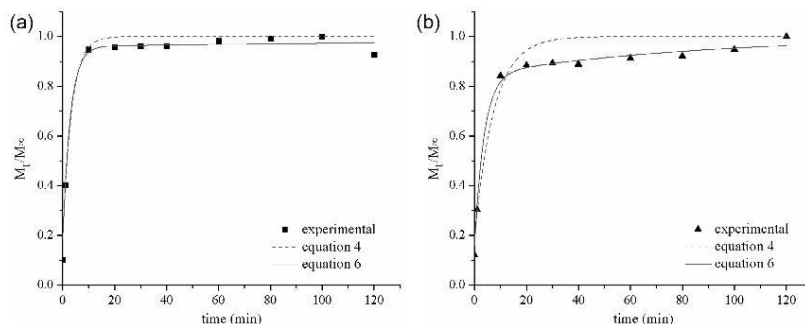 (a)
1.0
0.8
0.6
0.4
0.2
0.0
M_t/M∞
0 20 40 60 80 100 120
time (min)
experimental
equation 4
equation 6
(b)
1.0
0.8
0.6
0.4
0.2
0.0
M_t/M∞
0 20 40 60 80 100 120
time (min)
experimental
equation 4
equation 6